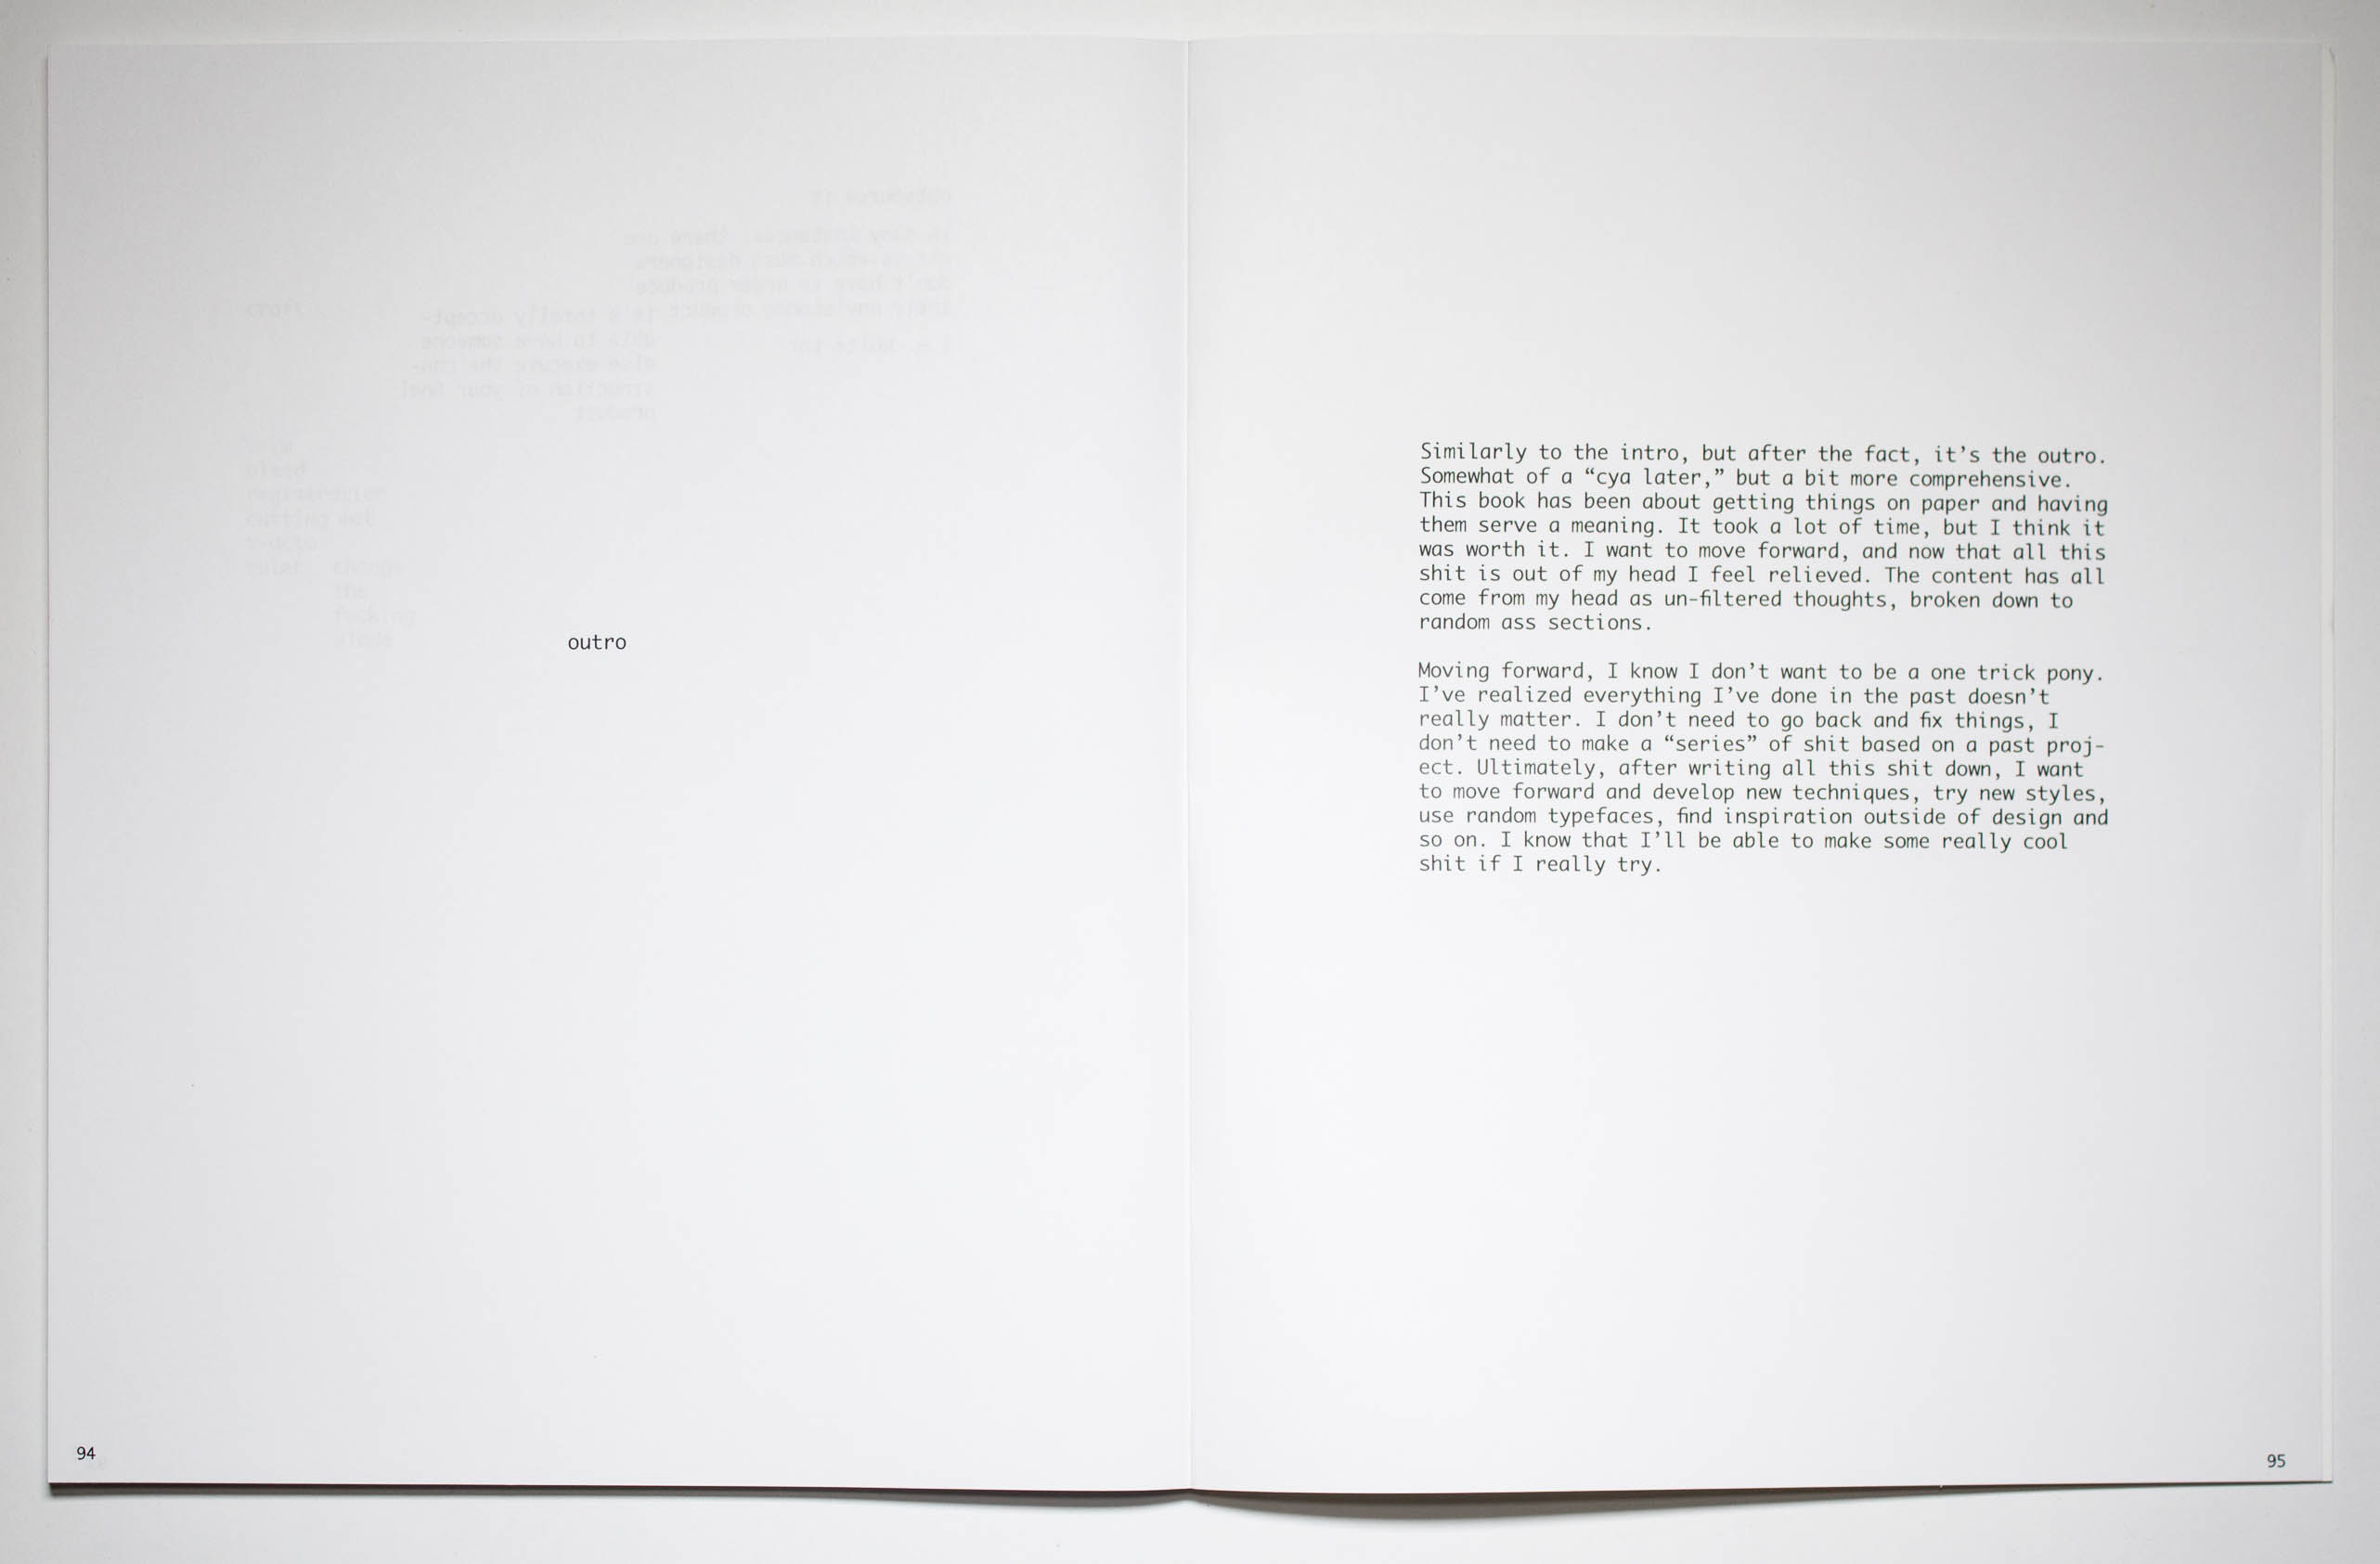 outro
94
Similarly to the intro, but after the fact, it’s the outro.
Somewhat of a “cya later,” but a bit more comprehensive.
This book has been about getting things on paper and having
them serve a meaning. It took a lot of time, but I think it
was worth it. I want to move forward, and now that all this
shit is out of my head I feel relieved. The content has all
come from my head as un-filtered thoughts, broken down to
random ass sections.
Moving forward, I know I don’t want to be a one trick pony.
I’ve realized everything I’ve done in the past doesn’t
really matter. I don’t need to go back and fix things, I
don’t need to make a “series” of shit based on a past proj-
ect. Ultimately, after writing all this shit down, I want
to move forward and develop new techniques, try new styles,
use random typefaces, find inspiration outside of design and
so on. I know that I’ll be able to make some really cool
shit if I really try.
95